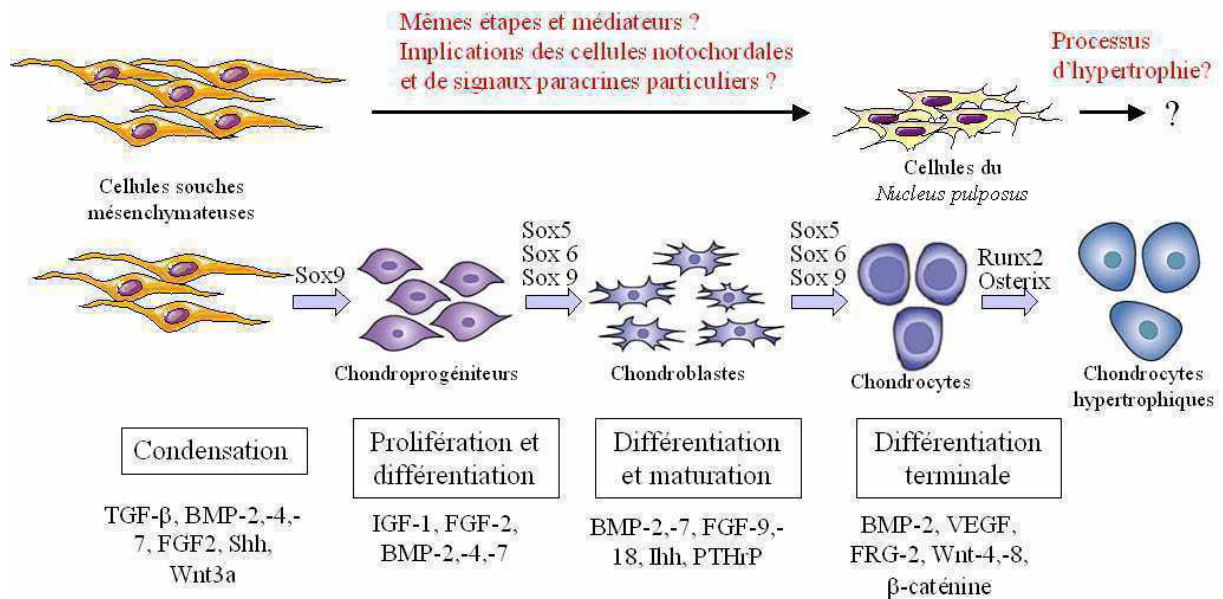 Mêmes étapes et médiateurs ?
Implications des cellules notochordales
et de signaux paracrines particuliers ?
Processus
d’hypertrophie?
?
Cellules souches
mésenchymateuses
Cellules du
Nucleus pulposus
Sox9
Sox5
Sox 6
Sox 9
Sox5
Sox 6
Sox 9
Runx2
Osterix
Chondroprogéniteurs
Chondroblastes
Chondrocytes
Chondrocytes
hypertrophiques
Condensation
Prolifération et
différentiation
Différentiation
et maturation
Différentiation
terminale
TGF-β, BMP-2,-4,-
7, FGF2, Shh,
Wnt3a
IGF-1, FGF-2,
BMP-2,-4,-7
BMP-2,-7, FGF-9,-
18, Ihh, PTHrP
BMP-2, VEGF,
FRG-2, Wnt-4,-8,
β-caténine